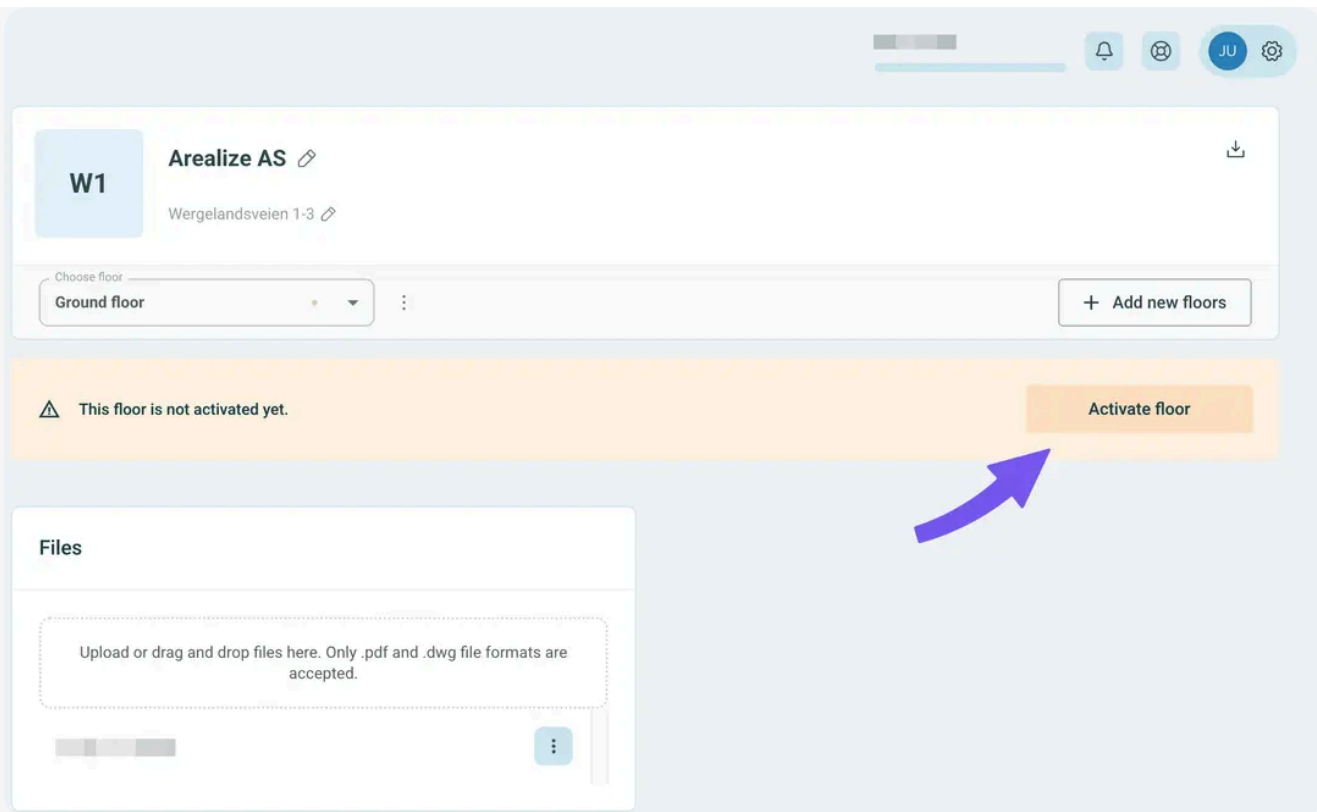 JU
W1
Arealize AS
Wergelandsveien 1-3
Choose floor
Ground floor
Add new floors
This floor is not activated yet.
Activate floor
Files
Upload or drag and drop files here. Only .pdf and .dwg file formats are
accepted.